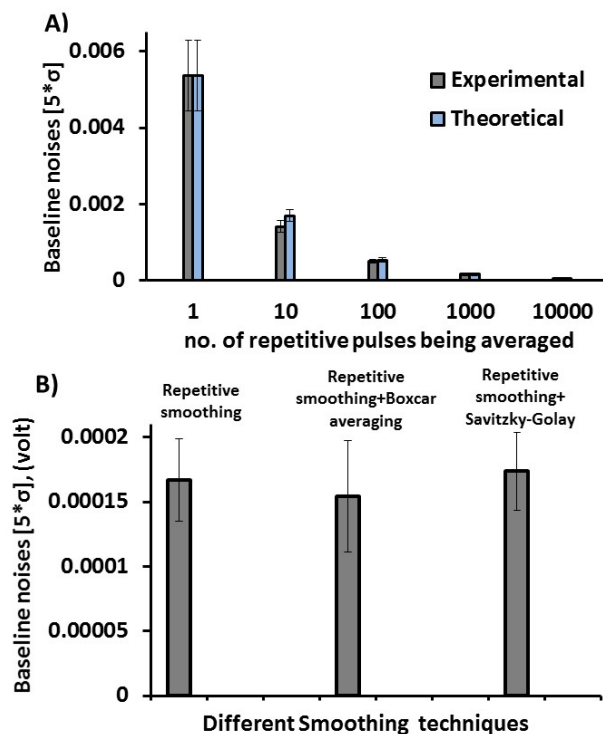 A)
Baseline noises [5*σ]
0.006
0.004
0.002
0
Experimental
Theoretical
1 10 100 1000 10000
no. of repetitive pulses being averaged
B)
Baseline noises [5*σ], (volt)
0.0002
0.00015
0.0001
0.00005
0
Repetitive
smoothing
Repetitive
smoothing+Boxcar
averaging
Repetitive
smoothing+
Savitzky-Golay
Different Smoothing techniques